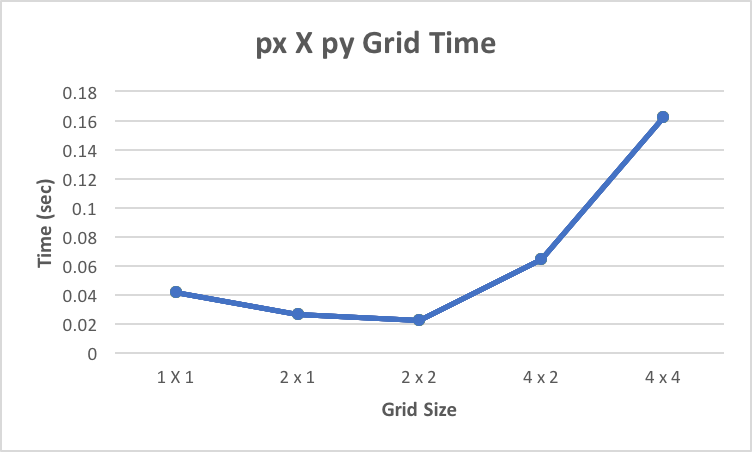 px X py Grid Time
0.18
0.16
0.14
0.12
0.1
0.08
0.06
0.04
0.02
0
Time (sec)
1 X 1
2 x 1
2 x 2
4 x 2
4 x 4
Grid Size